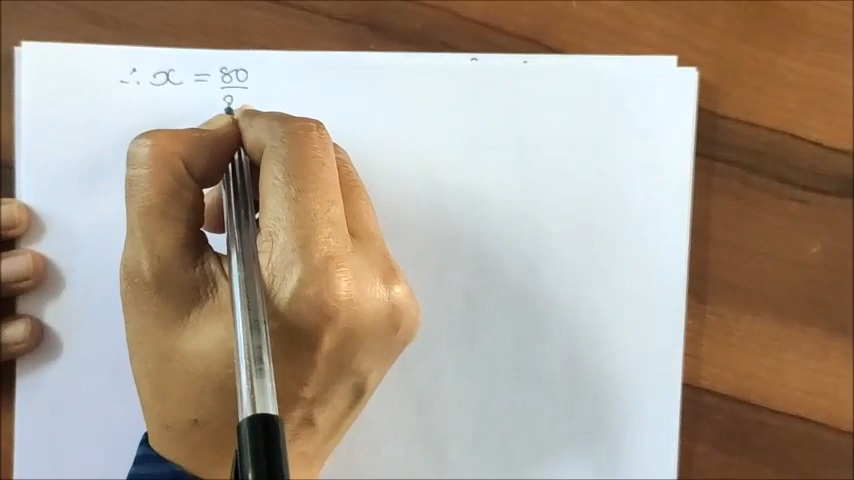 ∴ x = 80